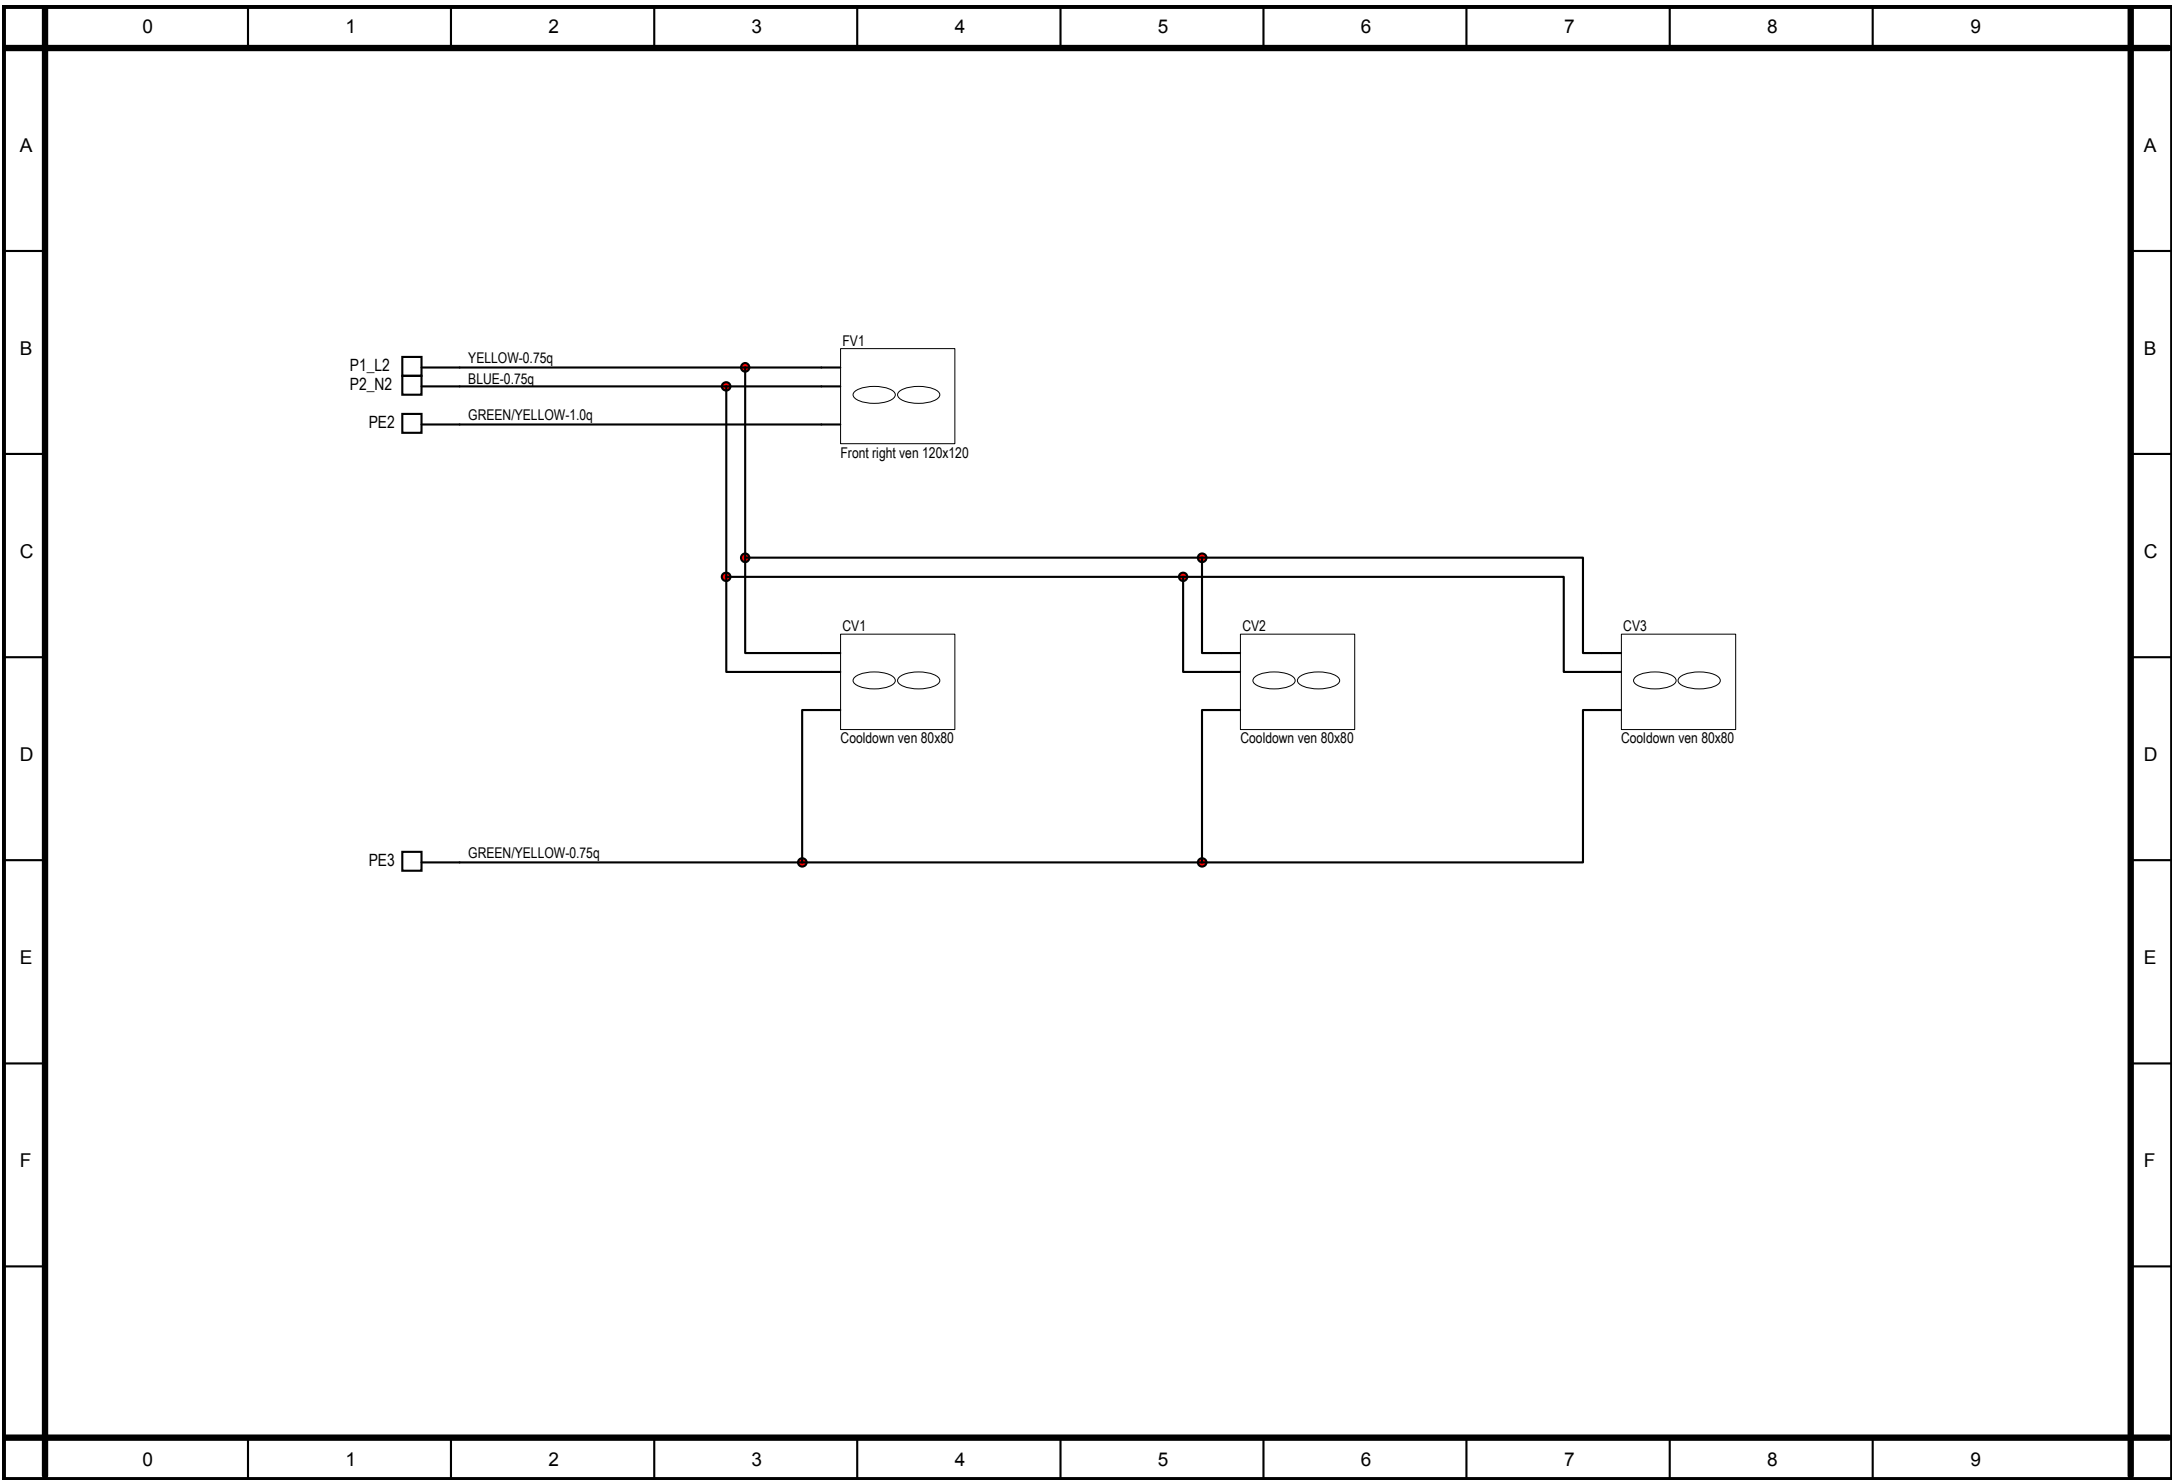 0 1 2 3 4 5 6 7 8 9
A A
B B
FV1
P1_L2 YELLOW-0.75q
P2_N2 BLUE-0.75q
PE2 GREEN/YELLOW-1.0q
Front right ven 120x120
C C
CV1 CV2 CV3
Cooldown ven 80x80 Cooldown ven 80x80 Cooldown ven 80x80
D D
PE3 GREEN/YELLOW-0.75q
E E
F F
0 1 2 3 4 5 6 7 8 9